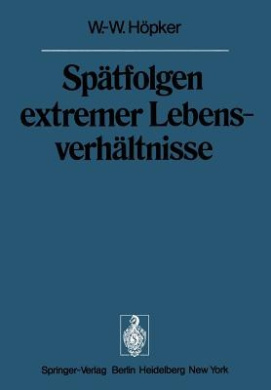 W.-W. Höpker
Spätfolgen
extremer Lebens-
verhältnisse
Springer-Verlag Berlin Heidelberg New York